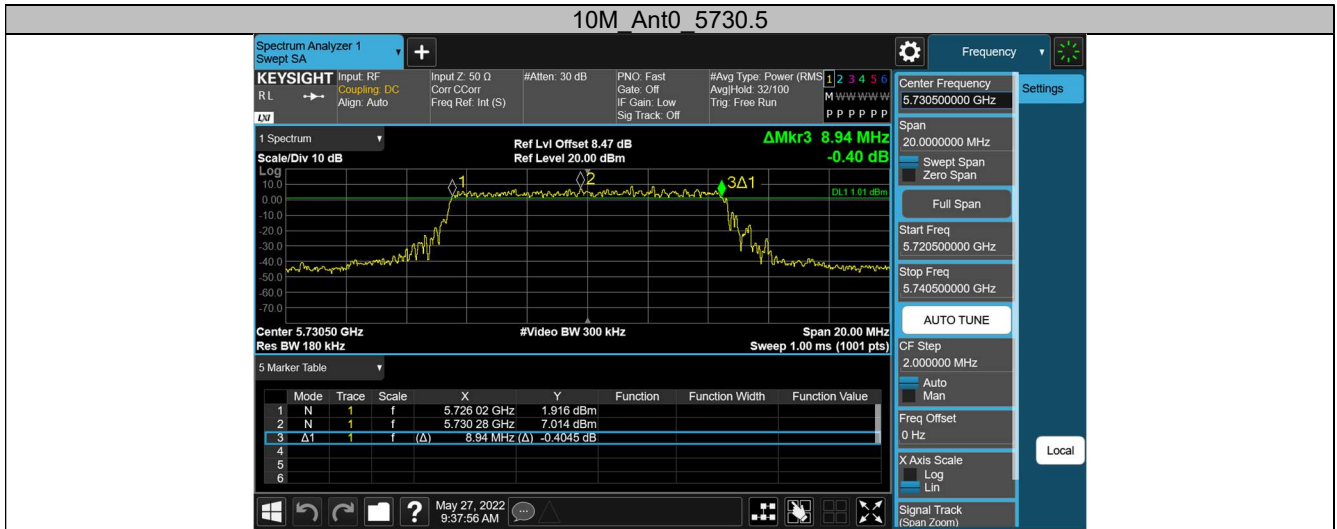 10M_Ant0_5730.5
Spectrum Analyzer 1
Swept SA
+
Frequency
KEYSIGHT
RL
LXI
Input: RF
Coupling: DC
Align: Auto
Input Z: 50 Ω
Corr CCorr
Freq Ref: Int (S)
#Atten: 30 dB
PNO: Fast
Gate: Off
IF Gain: Low
Sig Track: Off
#Avg Type: Power (RMS
Avg|Hold: 32/100
Trig: Free Run
1 2 3 4 5 6
M W W W W W
P P P P P P
1 Spectrum
Scale/Div 10 dB
Ref Lvl Offset 8.47 dB
Ref Level 20.00 dBm
ΔMkr3 8.94 MHz
-0.40 dB
Log
10.0
0.00
-10.0
-20.0
-30.0
-40.0
-50.0
-60.0
-70.0
1
2
3Δ1
DL1 1.01 dBm
Center 5.73050 GHz
#Video BW 300 kHz
Span 20.00 MHz
Res BW 180 kHz
Sweep 1.00 ms (1001 pts)
5 Marker Table
Mode Trace Scale X Y Function Function Width Function Value
1 N 1 f 5.726 02 GHz 1.916 dBm
2 N 1 f 5.730 28 GHz 7.014 dBm
3 Δ1 1 f (Δ) 8.94 MHz (Δ) -0.4045 dB
4
5
6
?
May 27, 2022
9:37:56 AM
Center Frequency
5.730500000 GHz
Settings
Span
20.0000000 MHz
Swept Span
Zero Span
Full Span
Start Freq
5.720500000 GHz
Stop Freq
5.740500000 GHz
AUTO TUNE
CF Step
2.000000 MHz
Auto
Man
Freq Offset
0 Hz
X Axis Scale
Log
Lin
Signal Track
(Span Zoom)
Local